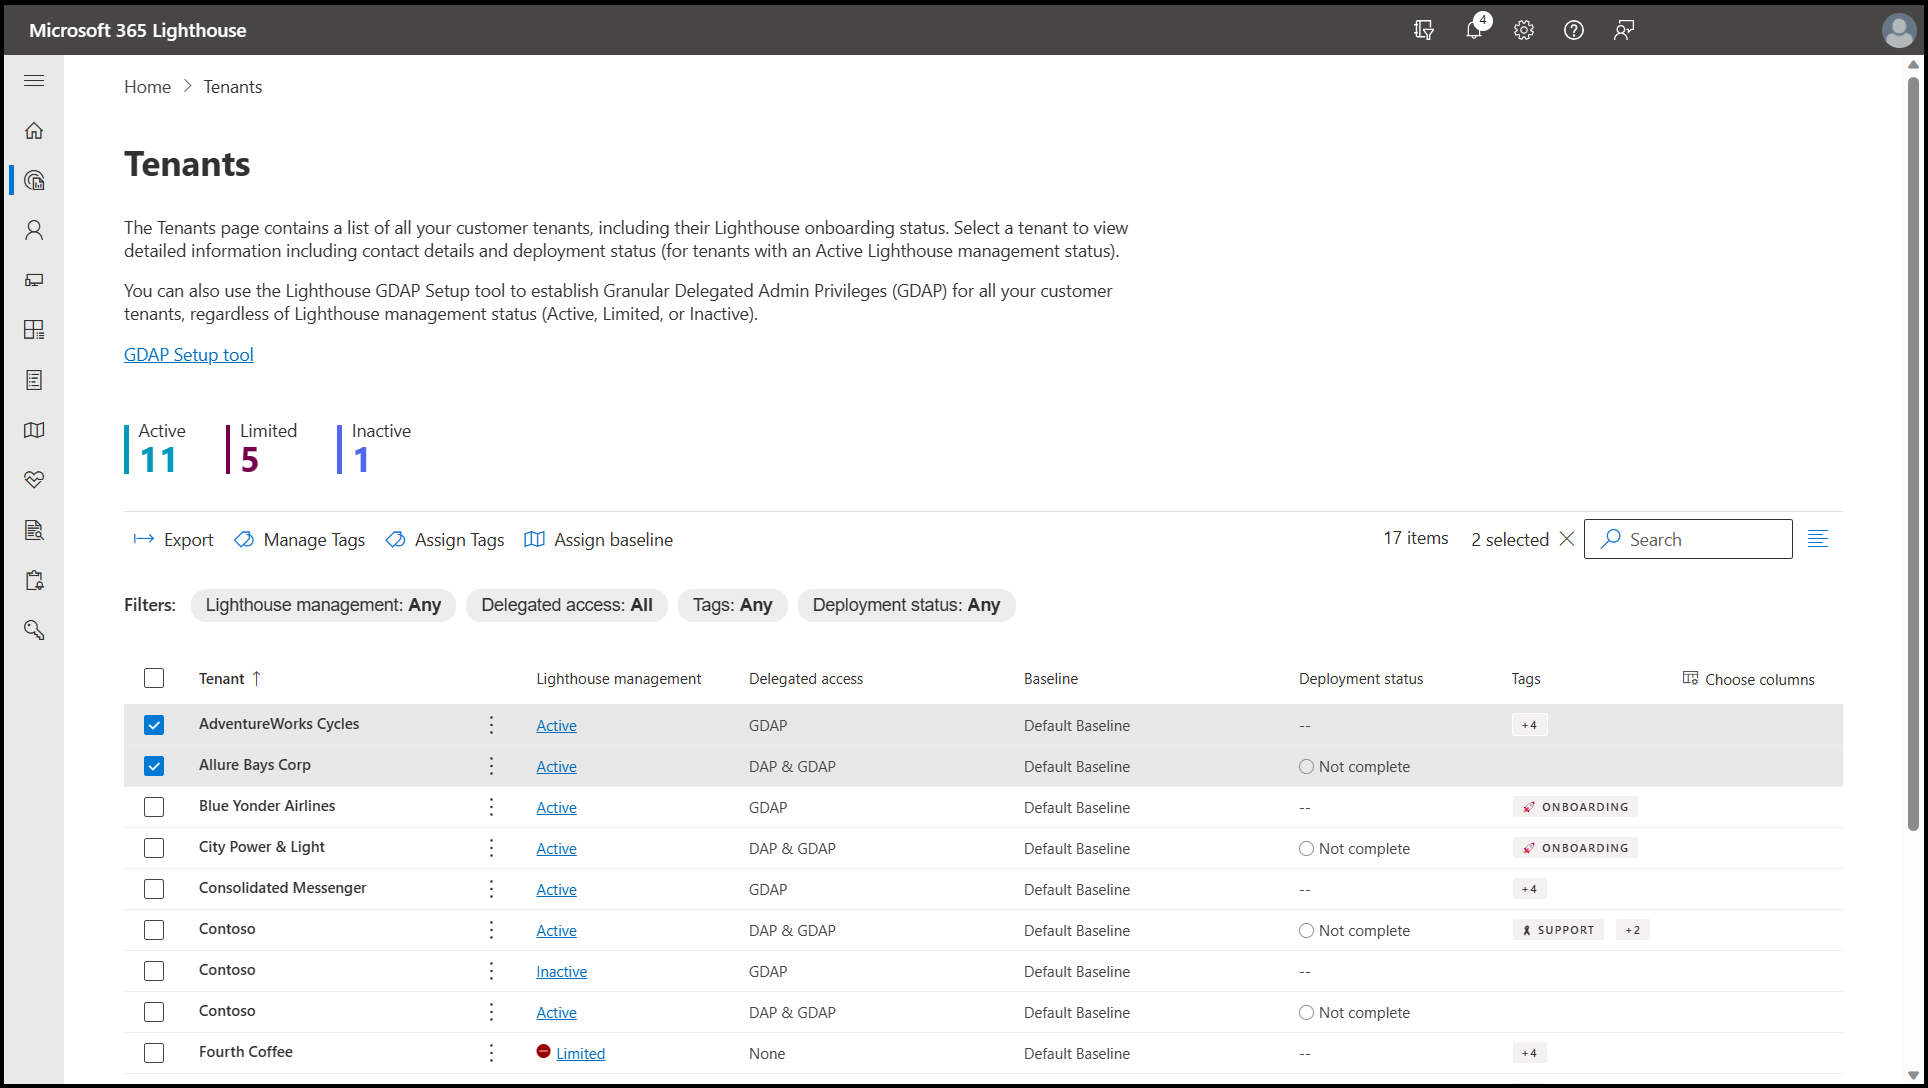 Microsoft 365 Lighthouse
4
Home > Tenants
Tenants
The Tenants page contains a list of all your customer tenants, including their Lighthouse onboarding status. Select a tenant to view
detailed information including contact details and deployment status (for tenants with an Active Lighthouse management status).
You can also use the Lighthouse GDAP Setup tool to establish Granular Delegated Admin Privileges (GDAP) for all your customer
tenants, regardless of Lighthouse management status (Active, Limited, or Inactive).
GDAP Setup tool
Active Limited Inactive
11 5 1
Export Manage Tags Assign Tags Assign baseline 17 items 2 selected Search
Filters: Lighthouse management: Any Delegated access: All Tags: Any Deployment status: Any
Tenant ↑ Lighthouse management Delegated access Baseline Deployment status Tags Choose columns
AdventureWorks Cycles Active GDAP Default Baseline -- +4
Allure Bays Corp Active DAP & GDAP Default Baseline Not complete
Blue Yonder Airlines Active GDAP Default Baseline -- ONBOARDING
City Power & Light Active DAP & GDAP Default Baseline Not complete ONBOARDING
Consolidated Messenger Active GDAP Default Baseline -- +4
Contoso Active DAP & GDAP Default Baseline Not complete SUPPORT +2
Contoso Inactive GDAP Default Baseline --
Contoso Active DAP & GDAP Default Baseline Not complete
Fourth Coffee Limited None Default Baseline -- +4